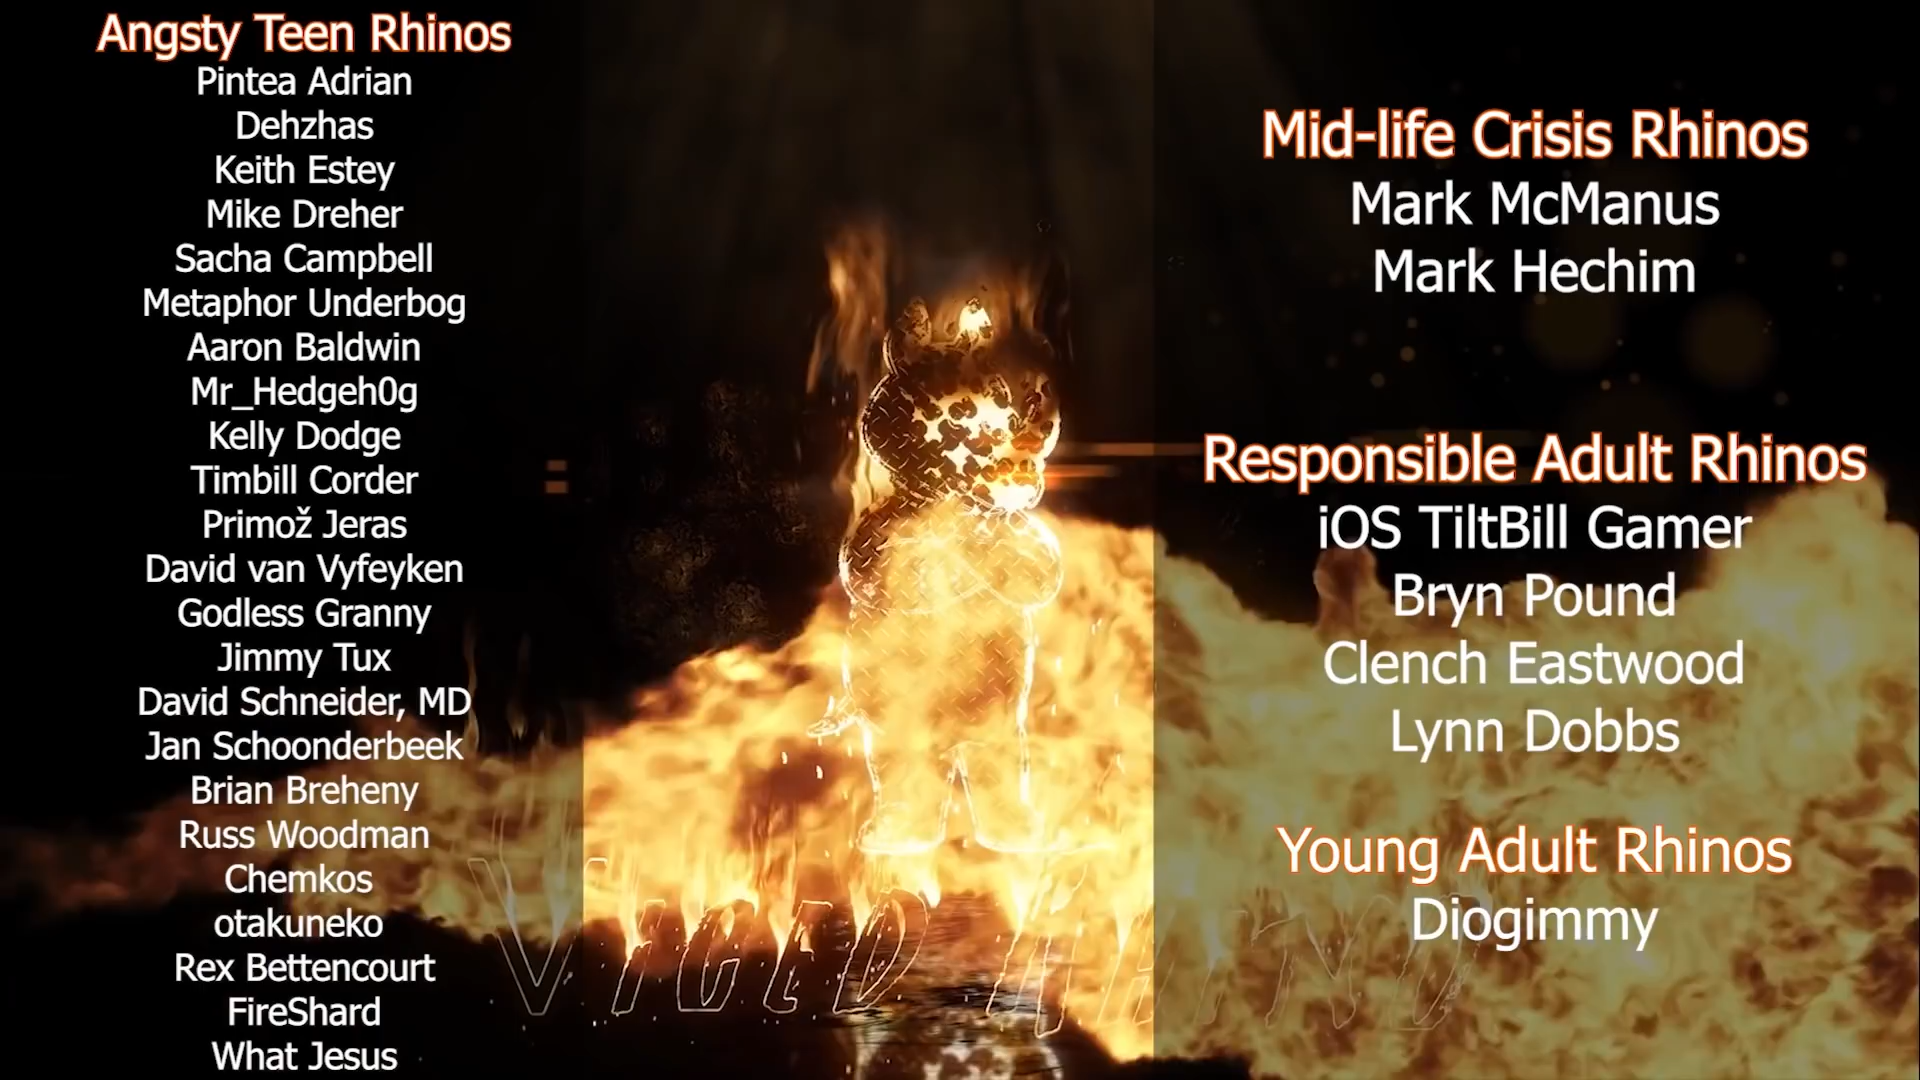 Angsty Teen Rhinos
Pintea Adrian
Dehzhas
Keith Estey
Mike Dreher
Sacha Campbell
Metaphor Underbog
Aaron Baldwin
Mr_Hedgeh0g
Kelly Dodge
Timbill Corder
Primož Jeras
David van Vyfeyken
Godless Granny
Jimmy Tux
David Schneider, MD
Jan Schoonderbeek
Brian Breheny
Russ Woodman
Chemkos
otakuneko
Rex Bettencourt
FireShard
What Jesus
Mid-life Crisis Rhinos
Mark McManus
Mark Hechim
Responsible Adult Rhinos
iOS TiltBill Gamer
Bryn Pound
Clench Eastwood
Lynn Dobbs
Young Adult Rhinos
Diogimmy